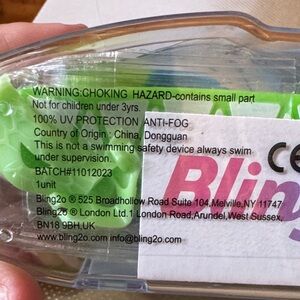 WARNING:CHOKING HAZARD-contains small part
Not for children under 3yrs.
100% UV PROTECTION ANTI-FOG
Country of Origin : China, Dongguan
This is not a swimming safety device always swim
under supervision.
BATCH#11012023
1unit
Bling2o ® 525 Broadhollow Road Suite 104,Melville,NY 11747
Bling2o ® London Ltd.1 London Road,Arundel,West Sussex,
BN18 9BH,UK
www.bling2o.com info@bling2o.com
CE
Bling